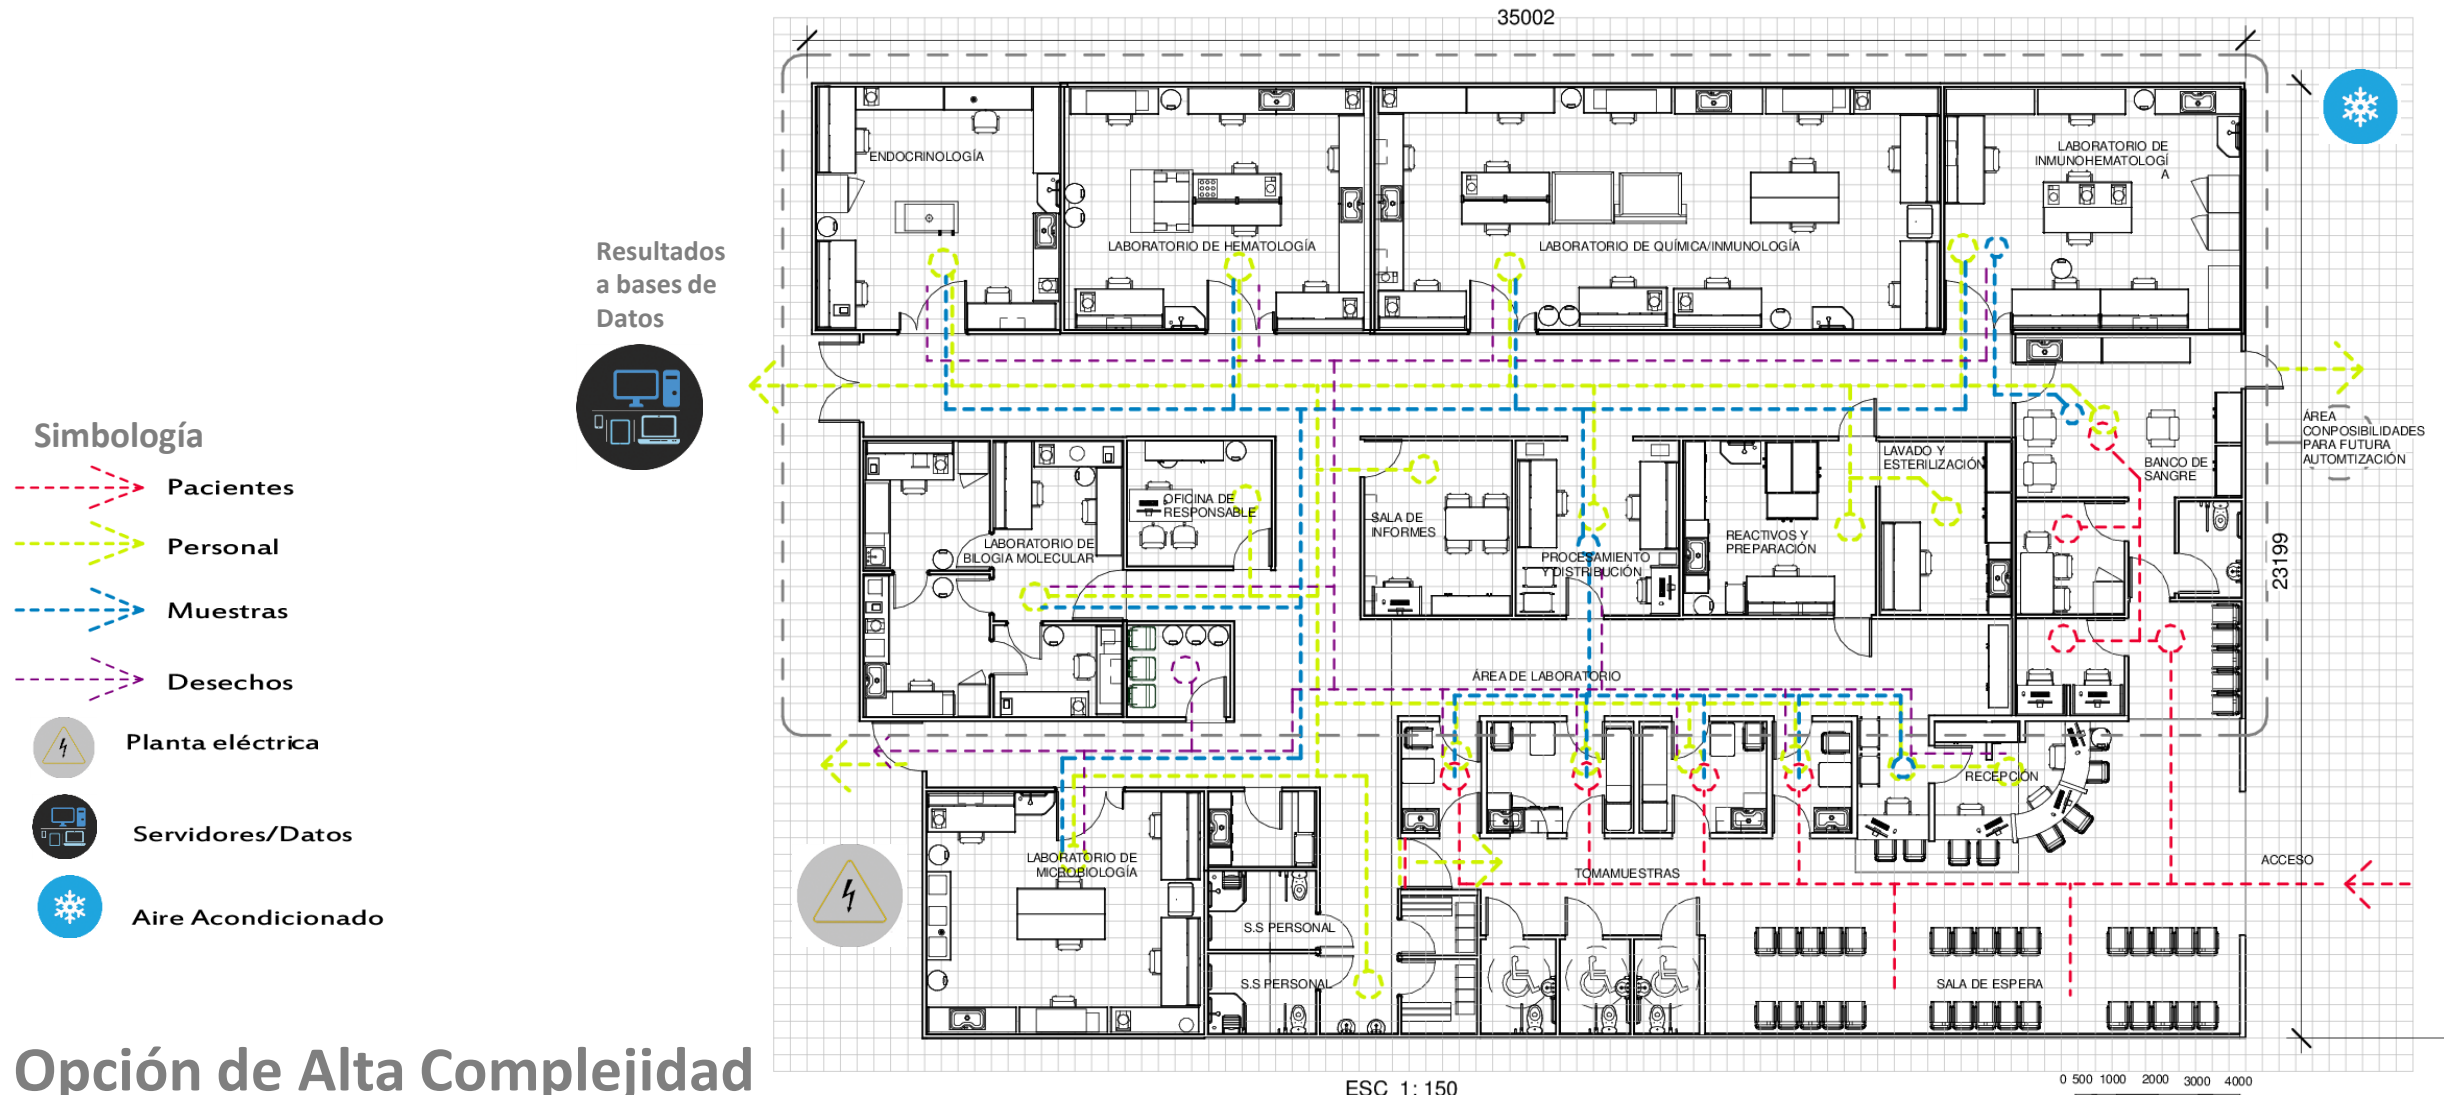 35002
ENDOCRINOLOGÍA
LABORATORIO DE HEMATOLOGÍA
LABORATORIO DE QUÍMICA/INMUNOLOGÍA
LABORATORIO DE
INMUNOHEMATOLOGÍ
A
Resultados
a bases de
Datos
Simbología
Pacientes
Personal
Muestras
Desechos
Planta eléctrica
Servidores/Datos
Aire Acondicionado
ÁREA
CONPOSIBILIDADES
PARA FUTURA
AUTOMTIZACIÓN
LAVADO Y
ESTERILIZACIÓN
BANCO DE
SANGRE
OFICINA DE
RESPONSABLE
SALA DE
INFORMES
LABORATORIO DE
BILOGIA MOLECULAR
PROCESAMIENTO
Y DISTRIBUCIÓN
REACTIVOS Y
PREPARACIÓN
23199
ÁREA DE LABORATORIO
RECEPCIÓN
LABORATORIO DE
MICROBIOLOGÍA
TOMAMUESTRAS
ACCESO
S.S PERSONAL
S.S PERSONAL
SALA DE ESPERA
Opción de Alta Complejidad
ESC 1: 150
0 500 1000 2000 3000 4000